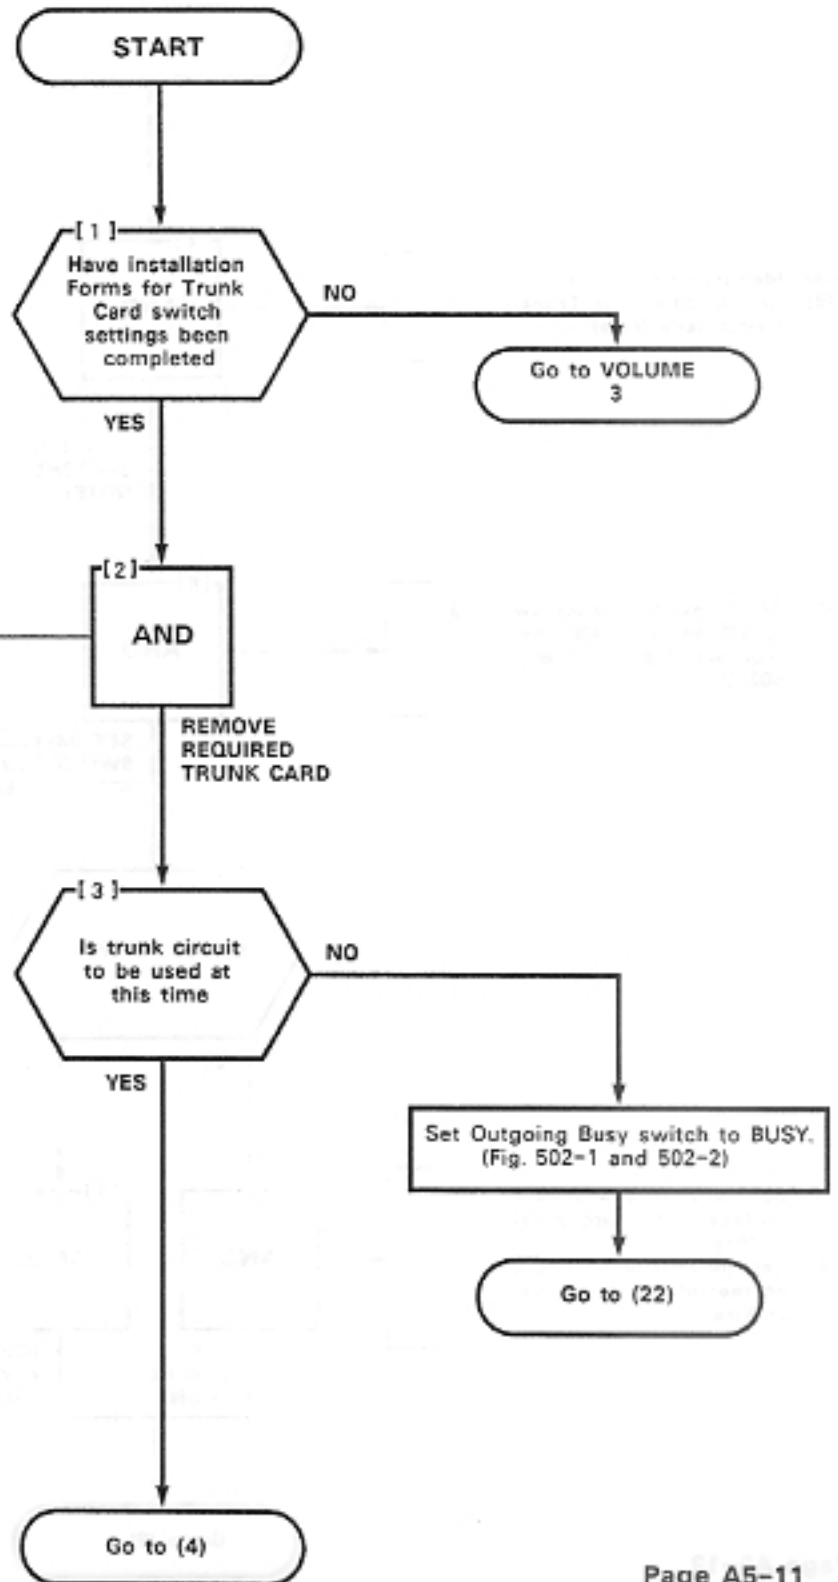 START
[1]
Have installation
Forms for Trunk
Card switch
settings been
completed
NO
Go to VOLUME
3
YES
[2]
AND
REMOVE
REQUIRED
TRUNK CARD
[3]
Is trunk circuit
to be used at
this time
NO
YES
Set Outgoing Busy switch to BUSY.
(Fig. 502-1 and 502-2)
Go to (22)
Go to (4)
Page A5-11